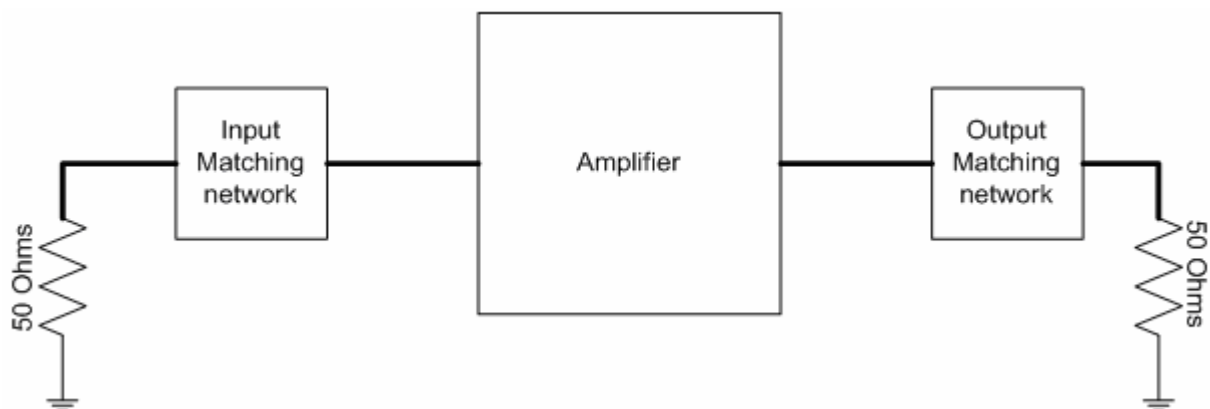 Input
Matching
network
Amplifier
Output
Matching
network
50 Ohms
50 Ohms